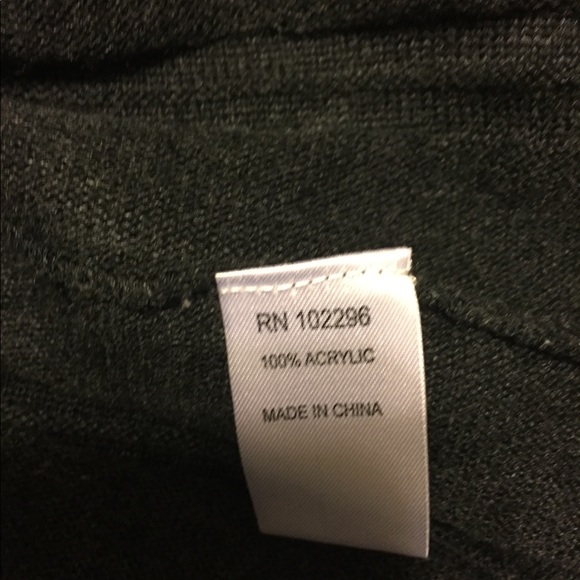 RN 102296
100% ACRYLIC
MADE IN CHINA